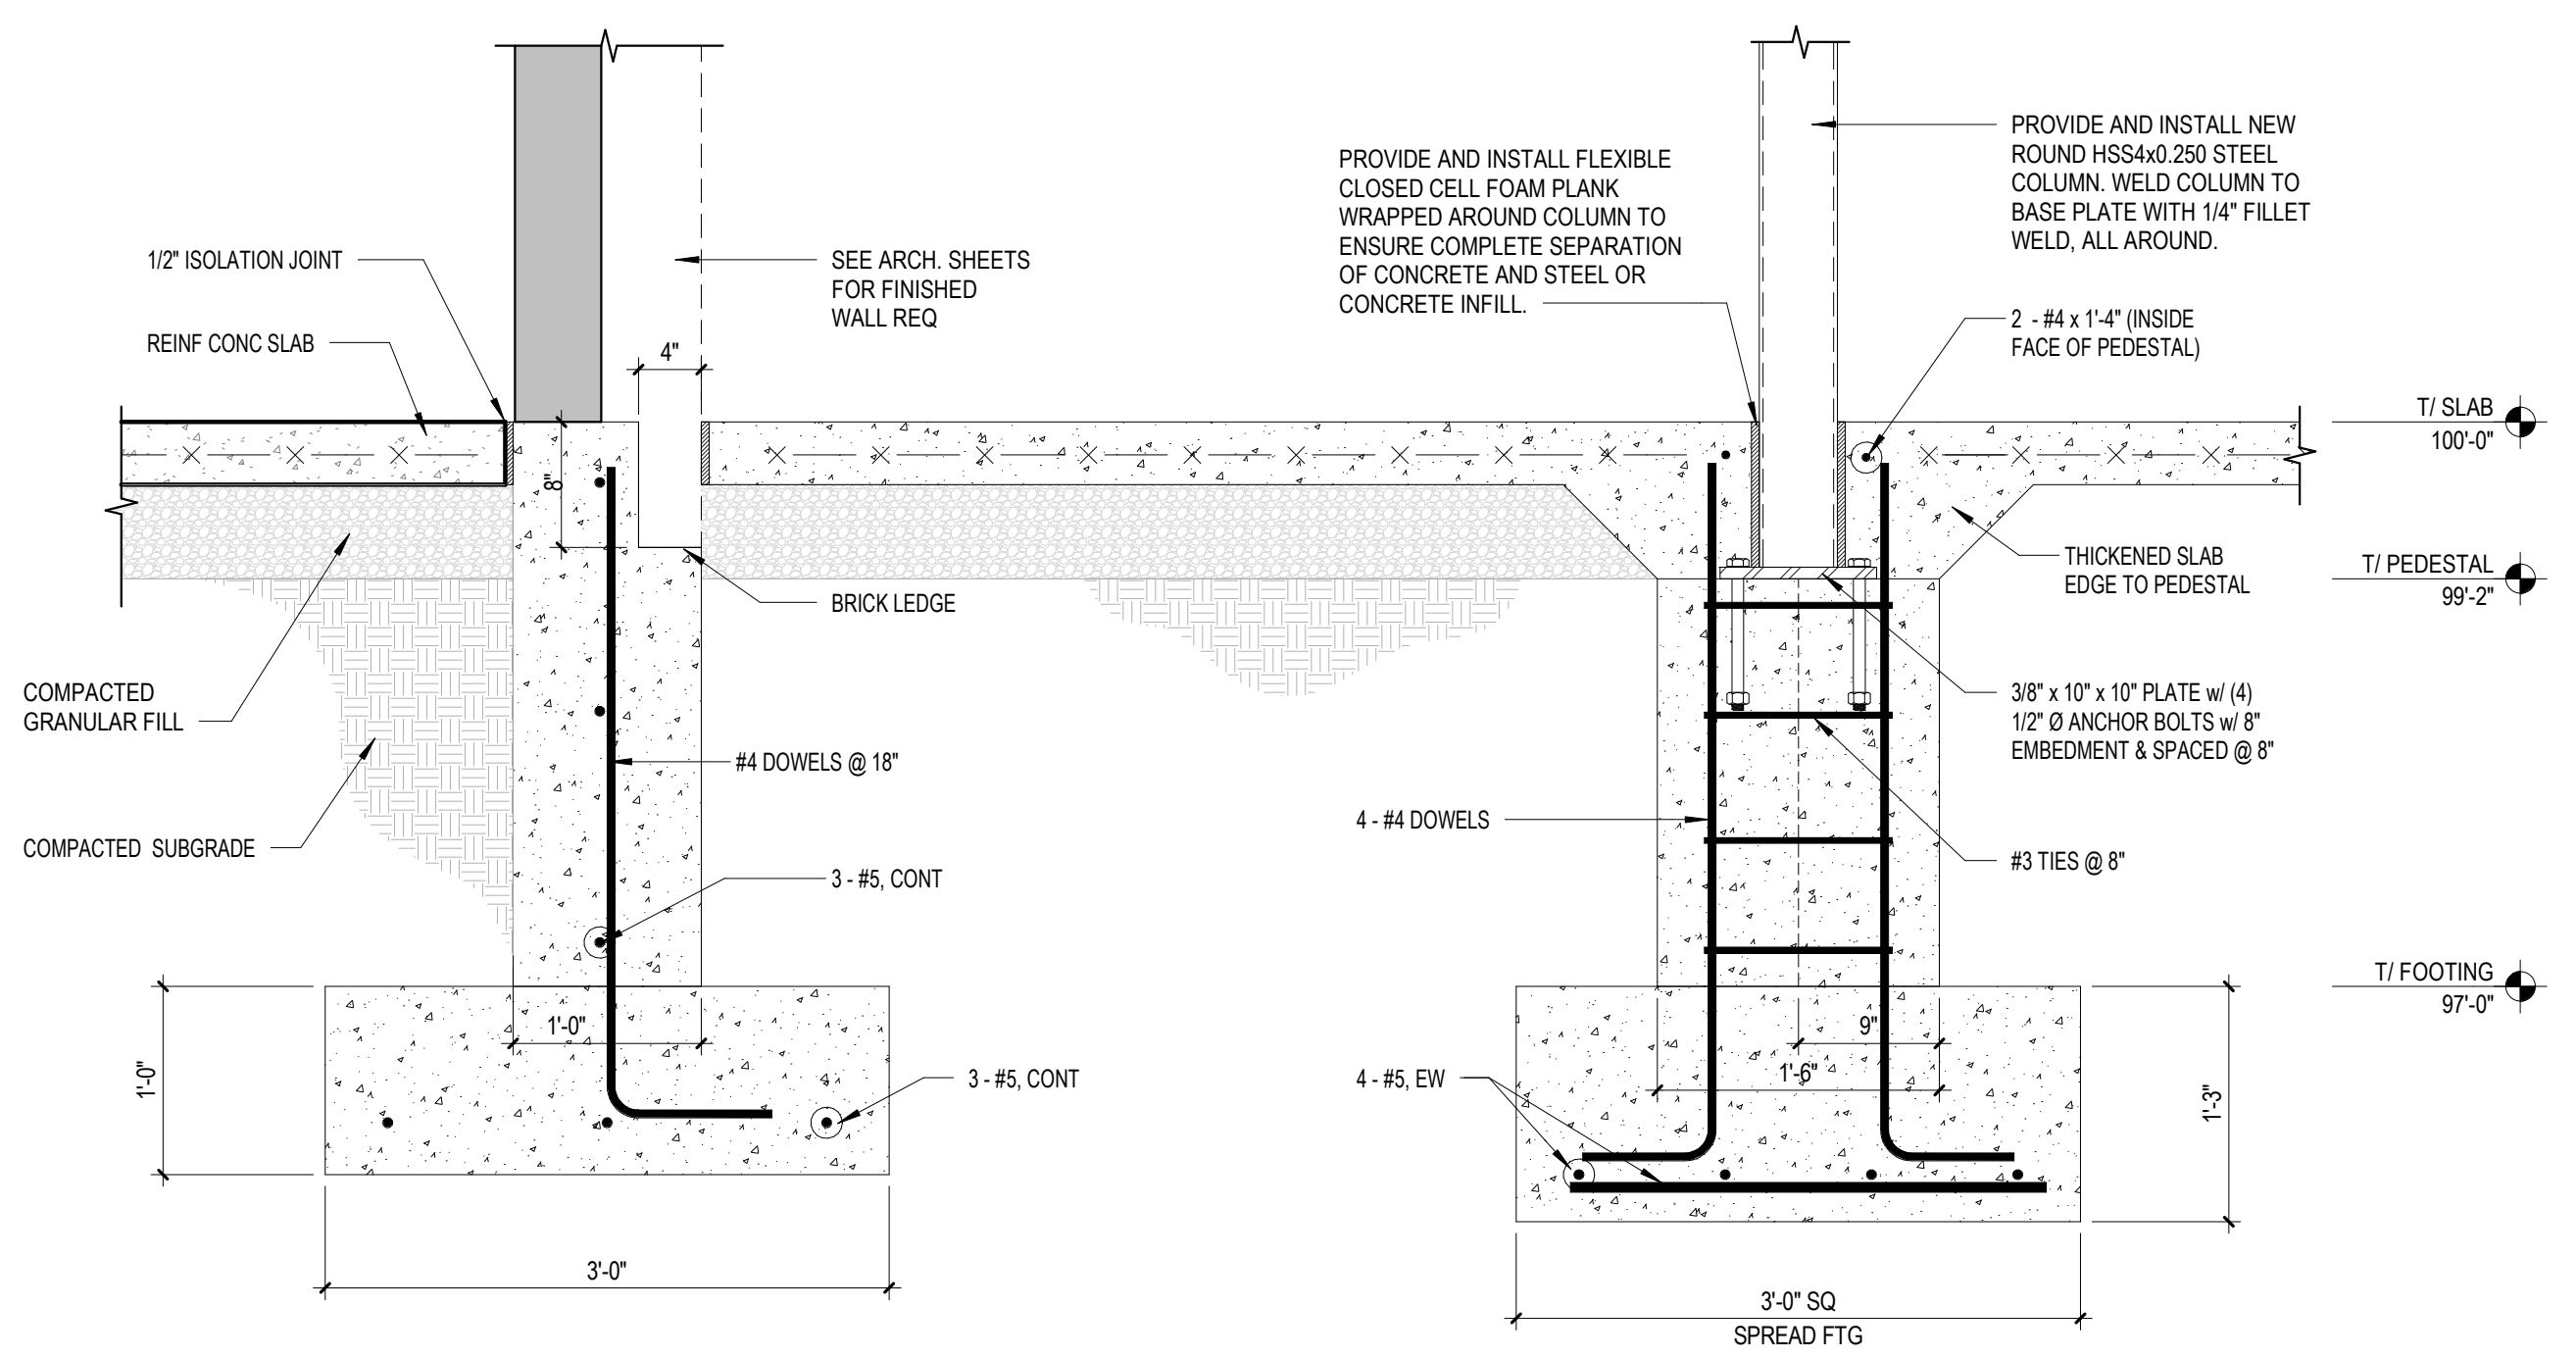 1/2" ISOLATION JOINT
REINF CONC SLAB
COMPACTED
GRANULAR FILL
COMPACTED SUBGRADE
SEE ARCH. SHEETS
FOR FINISHED
WALL REQ
4"
8"
BRICK LEDGE
#4 DOWELS @ 18"
3 - #5, CONT
1'-0"
1'-0"
3 - #5, CONT
3'-0"
PROVIDE AND INSTALL FLEXIBLE
CLOSED CELL FOAM PLANK
WRAPPED AROUND COLUMN TO
ENSURE COMPLETE SEPARATION
OF CONCRETE AND STEEL OR
CONCRETE INFILL.
PROVIDE AND INSTALL NEW
ROUND HSS4x0.250 STEEL
COLUMN. WELD COLUMN TO
BASE PLATE WITH 1/4" FILLET
WELD, ALL AROUND.
2 - #4 x 1'-4" (INSIDE
FACE OF PEDESTAL)
T/ SLAB
100'-0"
THICKENED SLAB
EDGE TO PEDESTAL
T/ PEDESTAL
99'-2"
3/8" x 10" x 10" PLATE w/ (4)
1/2" Ø ANCHOR BOLTS w/ 8"
EMBEDMENT & SPACED @ 8"
4 - #4 DOWELS
#3 TIES @ 8"
T/ FOOTING
97'-0"
9"
1'-6"
4 - #5, EW
1'-3"
3'-0" SQ
SPREAD FTG